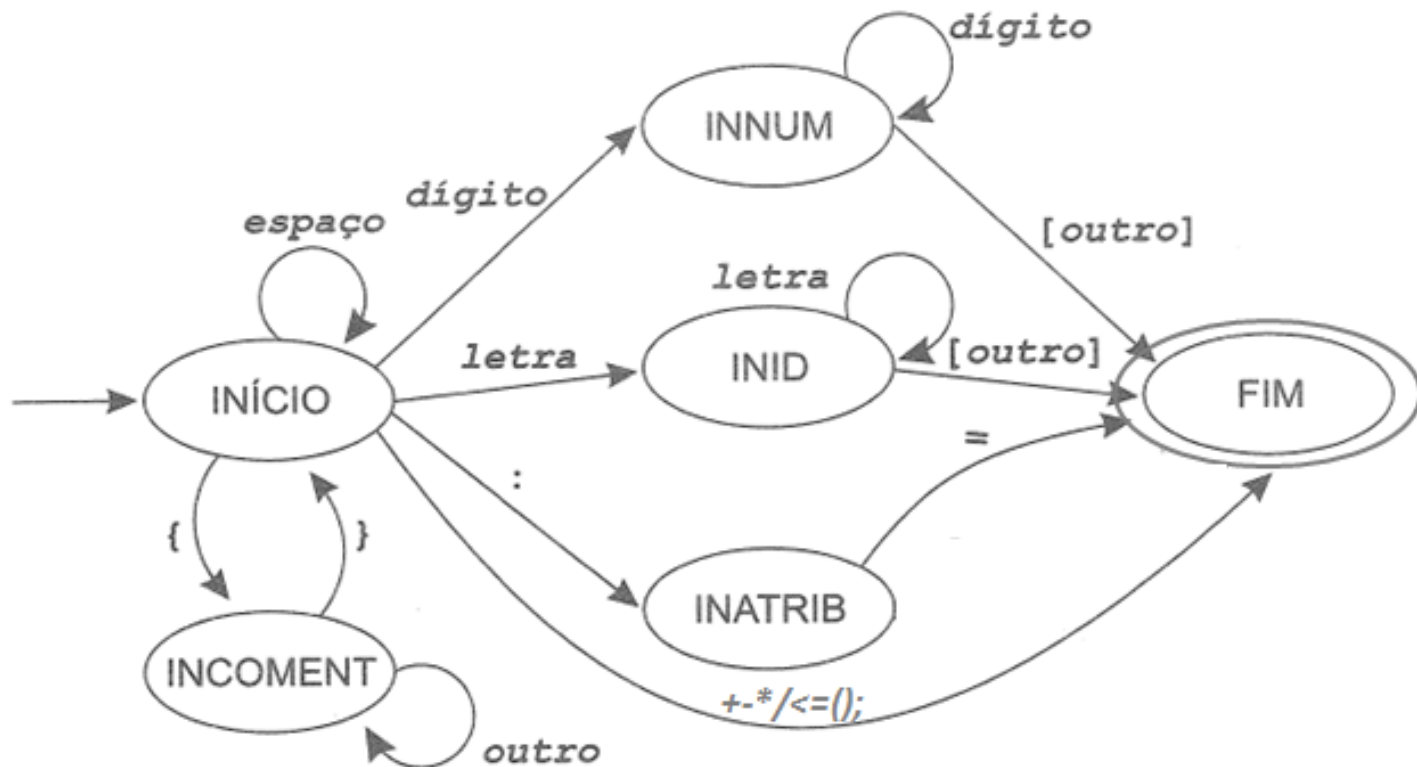 dígito
INNUM
dígito
espaço
[outro]
letra
letra
[outro]
INÍCIO
INID
FIM
=
:
{
}
INATRIB
INCOMENT
+-*/<=();
outro